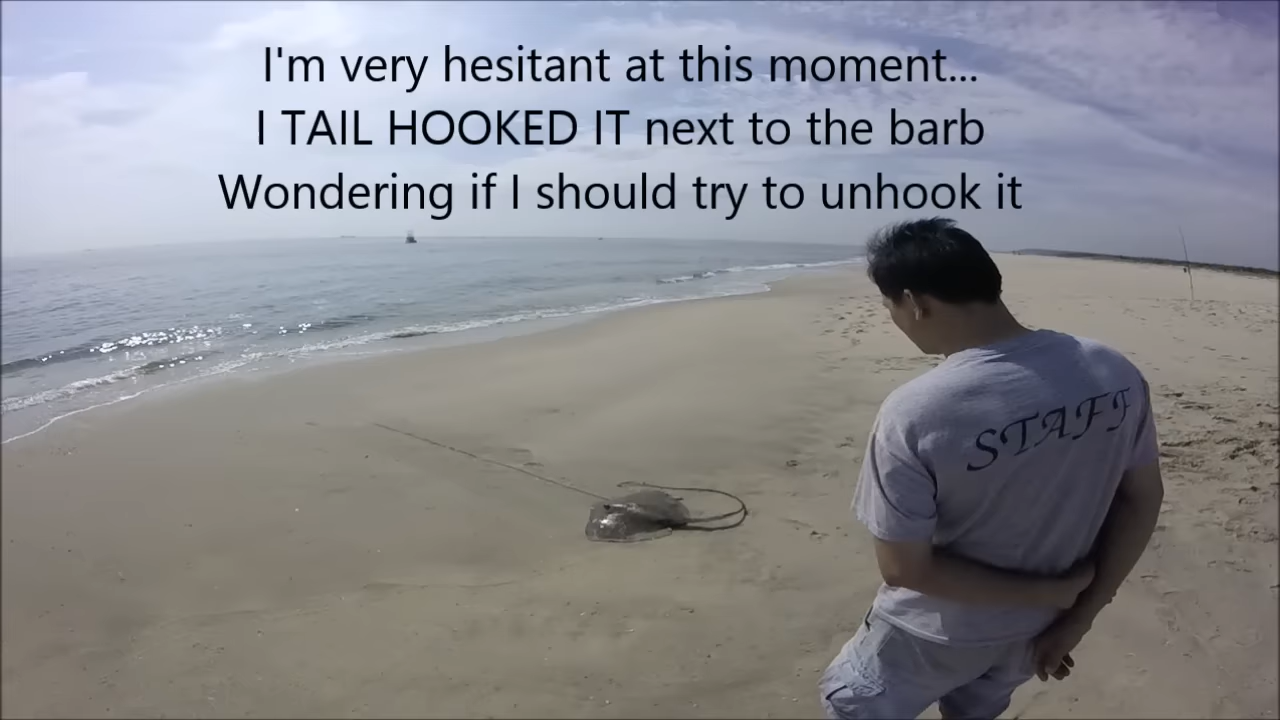 I'm very hesitant at this moment...
I TAIL HOOKED IT next to the barb
Wondering if I should try to unhook it
STAFF